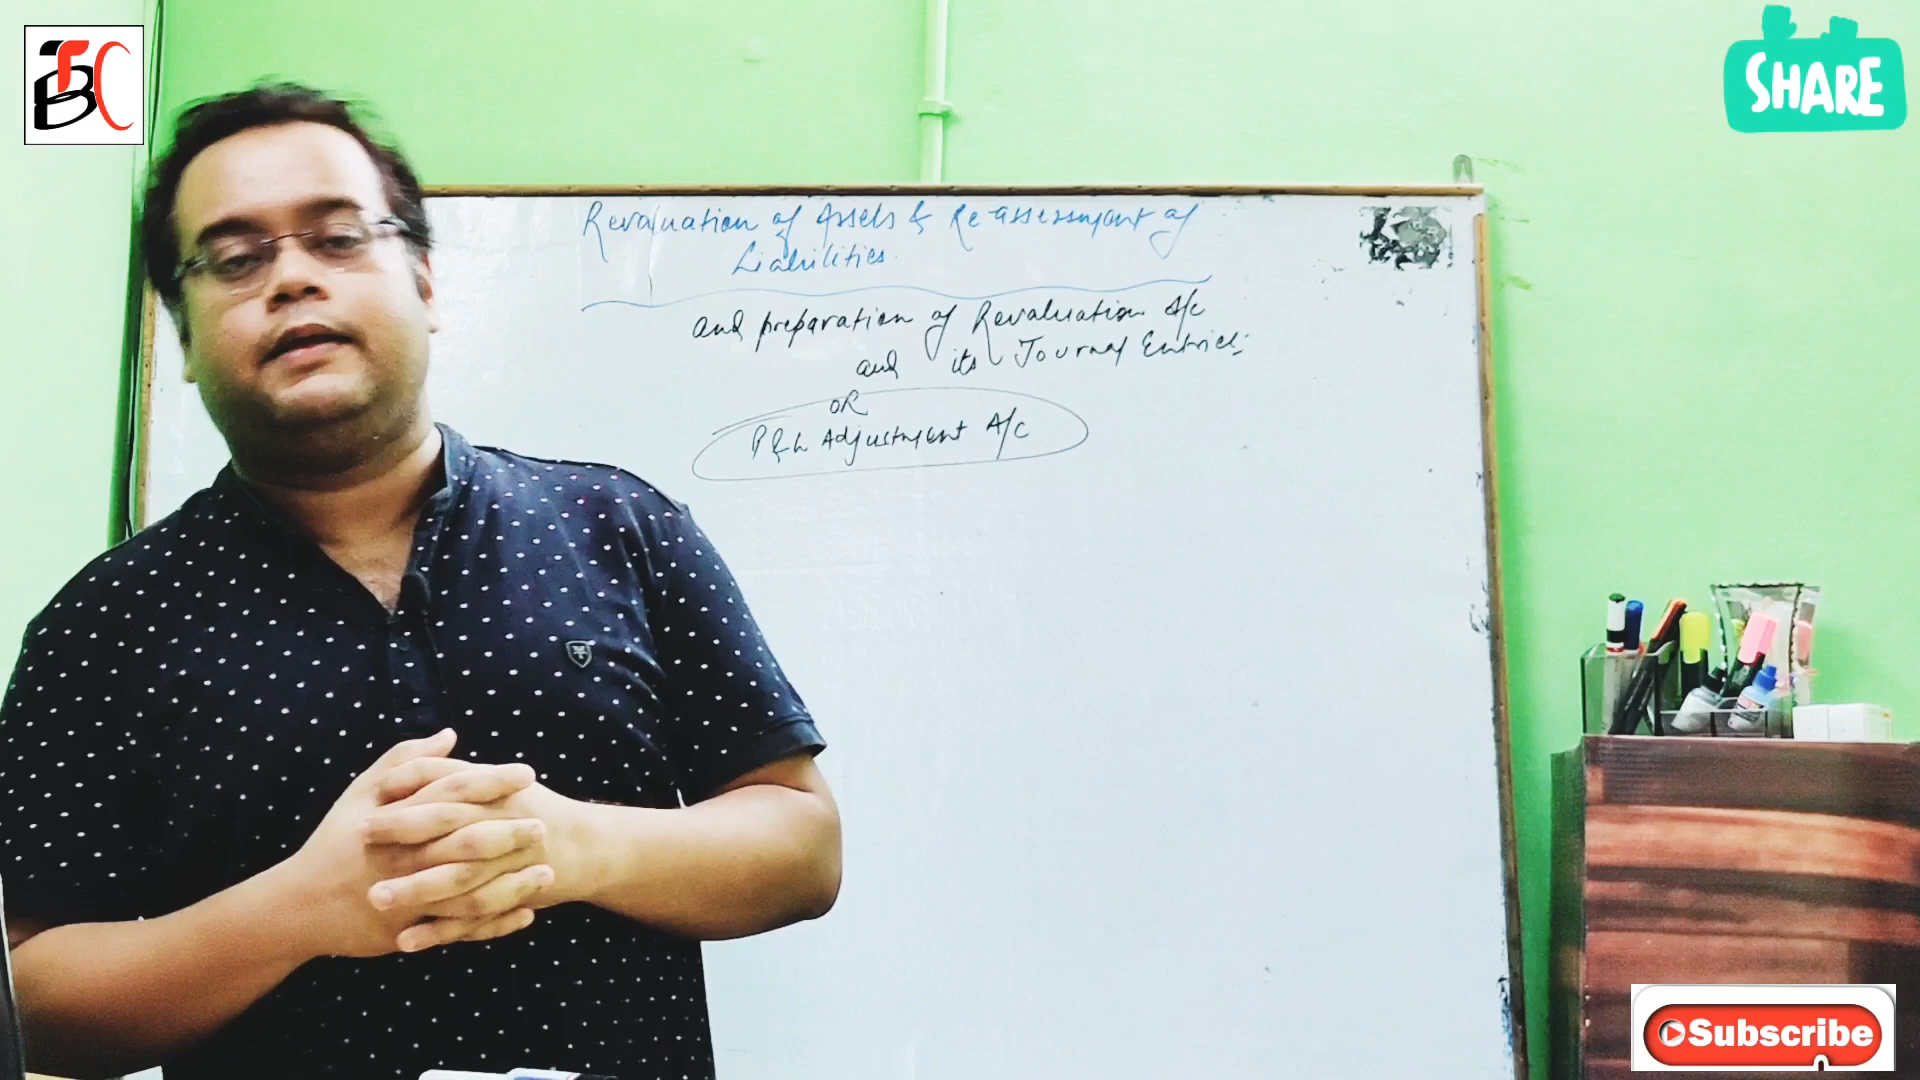 TBC
SHARE
Revaluation of Assets & Re-assessment of
Liabilities.
and preparation of Revaluation A/c
and its Journal Entries:
OR
P&L Adjustment A/c
Subscribe